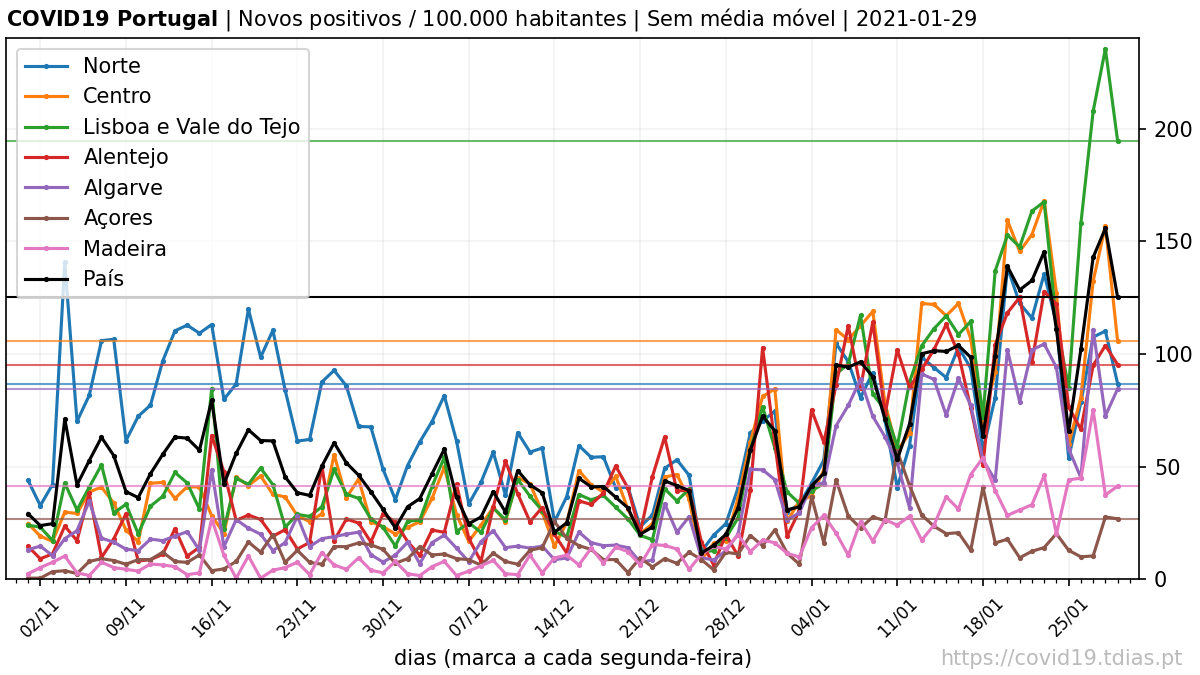 COVID19 Portugal | Novos positivos / 100.000 habitantes | Sem média móvel | 2021-01-29
Norte
Centro
Lisboa e Vale do Tejo
Alentejo
Algarve
Açores
Madeira
País
200
150
100
50
0
02/11 09/11 16/11 23/11 30/11 07/12 14/12 21/12 28/12 04/01 11/01 18/01 25/01
dias (marca a cada segunda-feira)
https://covid19.tdias.pt